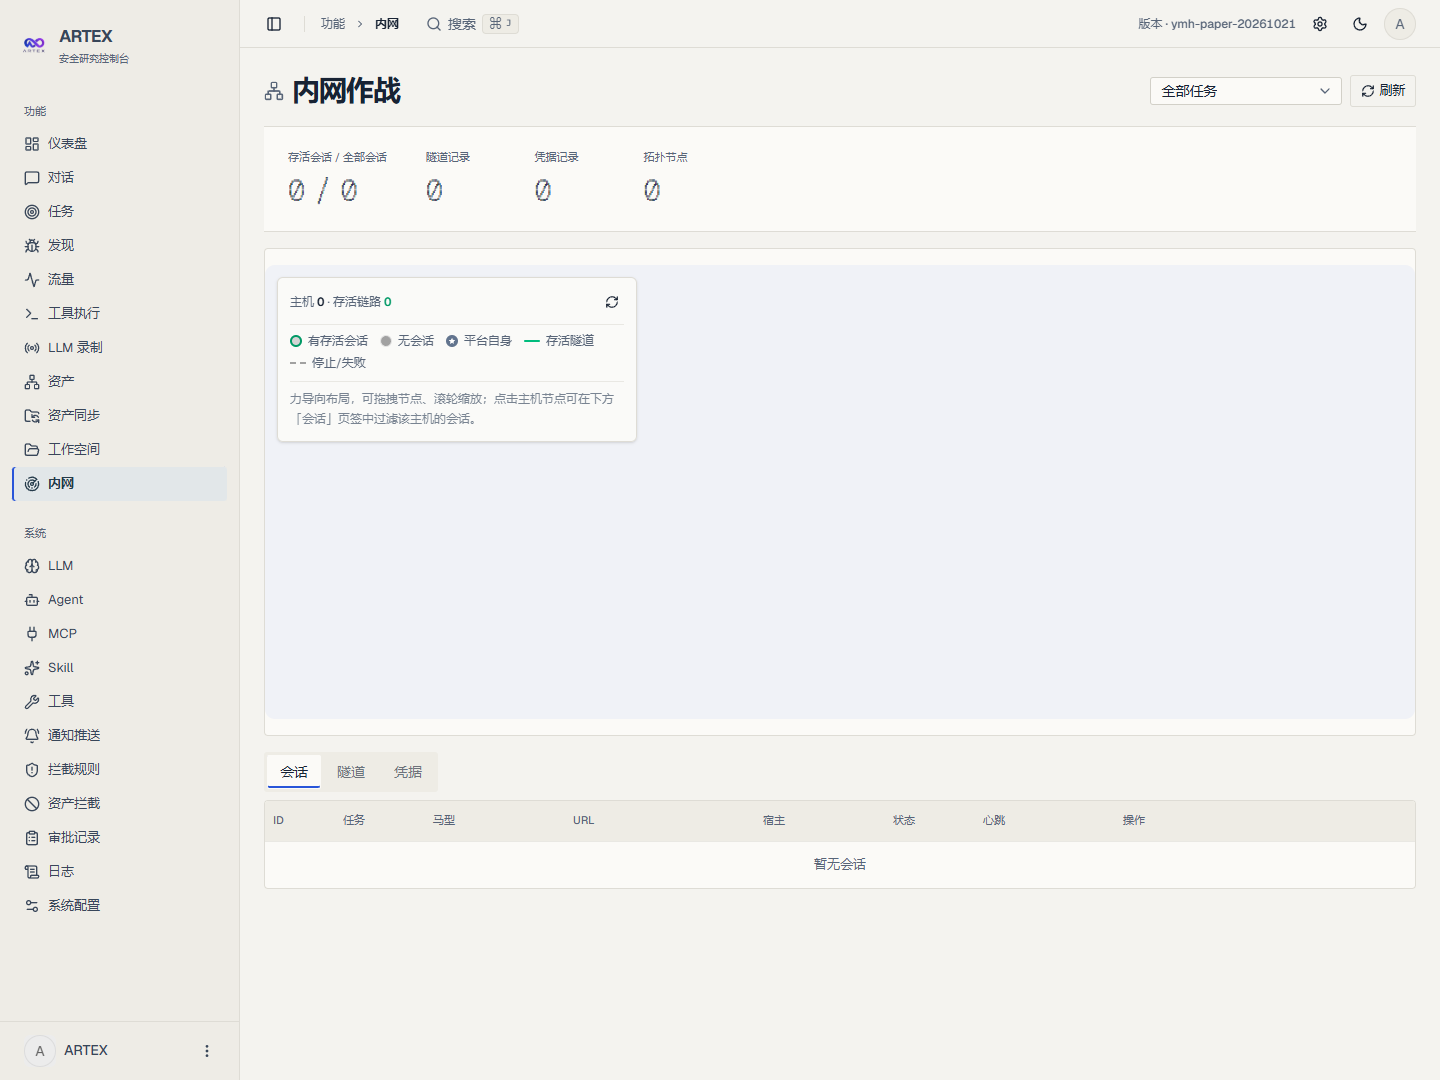 ARTEX
安全研究控制台
功能
仪表盘
对话
任务
发现
流量
工具执行
LLM 录制
资产
资产同步
工作空间
内网
系统
LLM
Agent
MCP
Skill
工具
通知推送
拦截规则
资产拦截
审批记录
日志
系统配置
A ARTEX
功能 > 内网 搜索 ⌘ J 版本 · ymh-paper-20261021 A
内网作战 全部任务 刷新
存活会话 / 全部会话 隧道记录 凭据记录 拓扑节点
0 / 0 0 0 0
主机 0 · 存活链路 0
有存活会话 无会话 平台自身 存活隧道
停止/失败
力导向布局，可拖拽节点、滚轮缩放；点击主机节点可在下方
「会话」页签中过滤该主机的会话。
会话 隧道 凭据
ID 任务 马型 URL 宿主 状态 心跳 操作
暂无会话